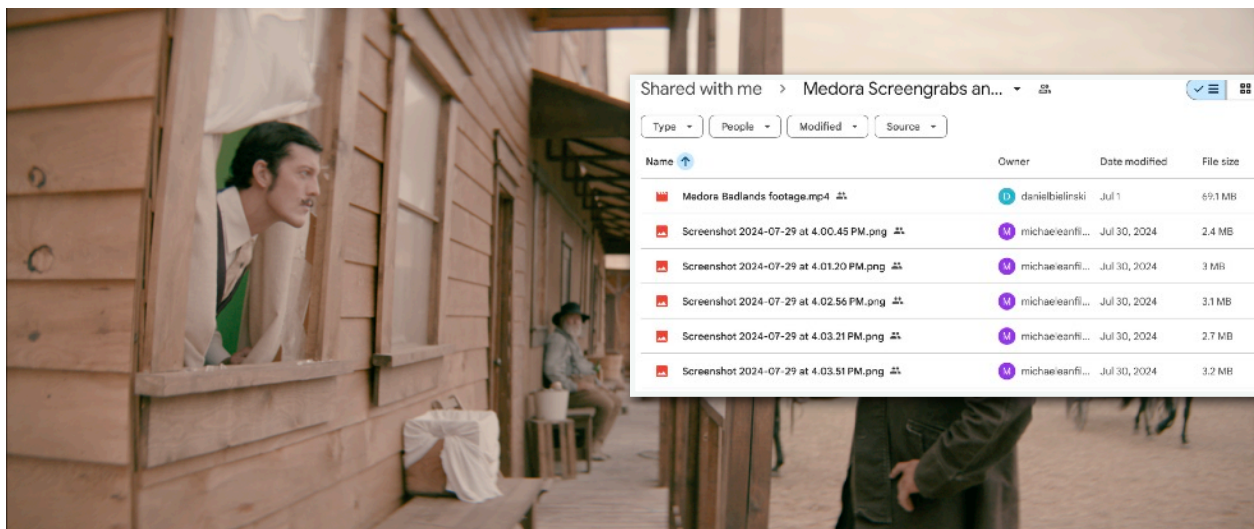 Shared with me > Medora Screengrabs an...
Type People Modified Source
Name Owner Date modified File size
Medora Badlands footage.mp4 D danielbielinski Jul 1 69.1 MB
Screenshot 2024-07-29 at 4.00.45 PM.png M michaeleanfil... Jul 30, 2024 2.4 MB
Screenshot 2024-07-29 at 4.01.20 PM.png M michaeleanfil... Jul 30, 2024 3 MB
Screenshot 2024-07-29 at 4.02.56 PM.png M michaeleanfil... Jul 30, 2024 3.1 MB
Screenshot 2024-07-29 at 4.03.21 PM.png M michaeleanfil... Jul 30, 2024 2.7 MB
Screenshot 2024-07-29 at 4.03.51 PM.png M michaeleanfil... Jul 30, 2024 3.2 MB